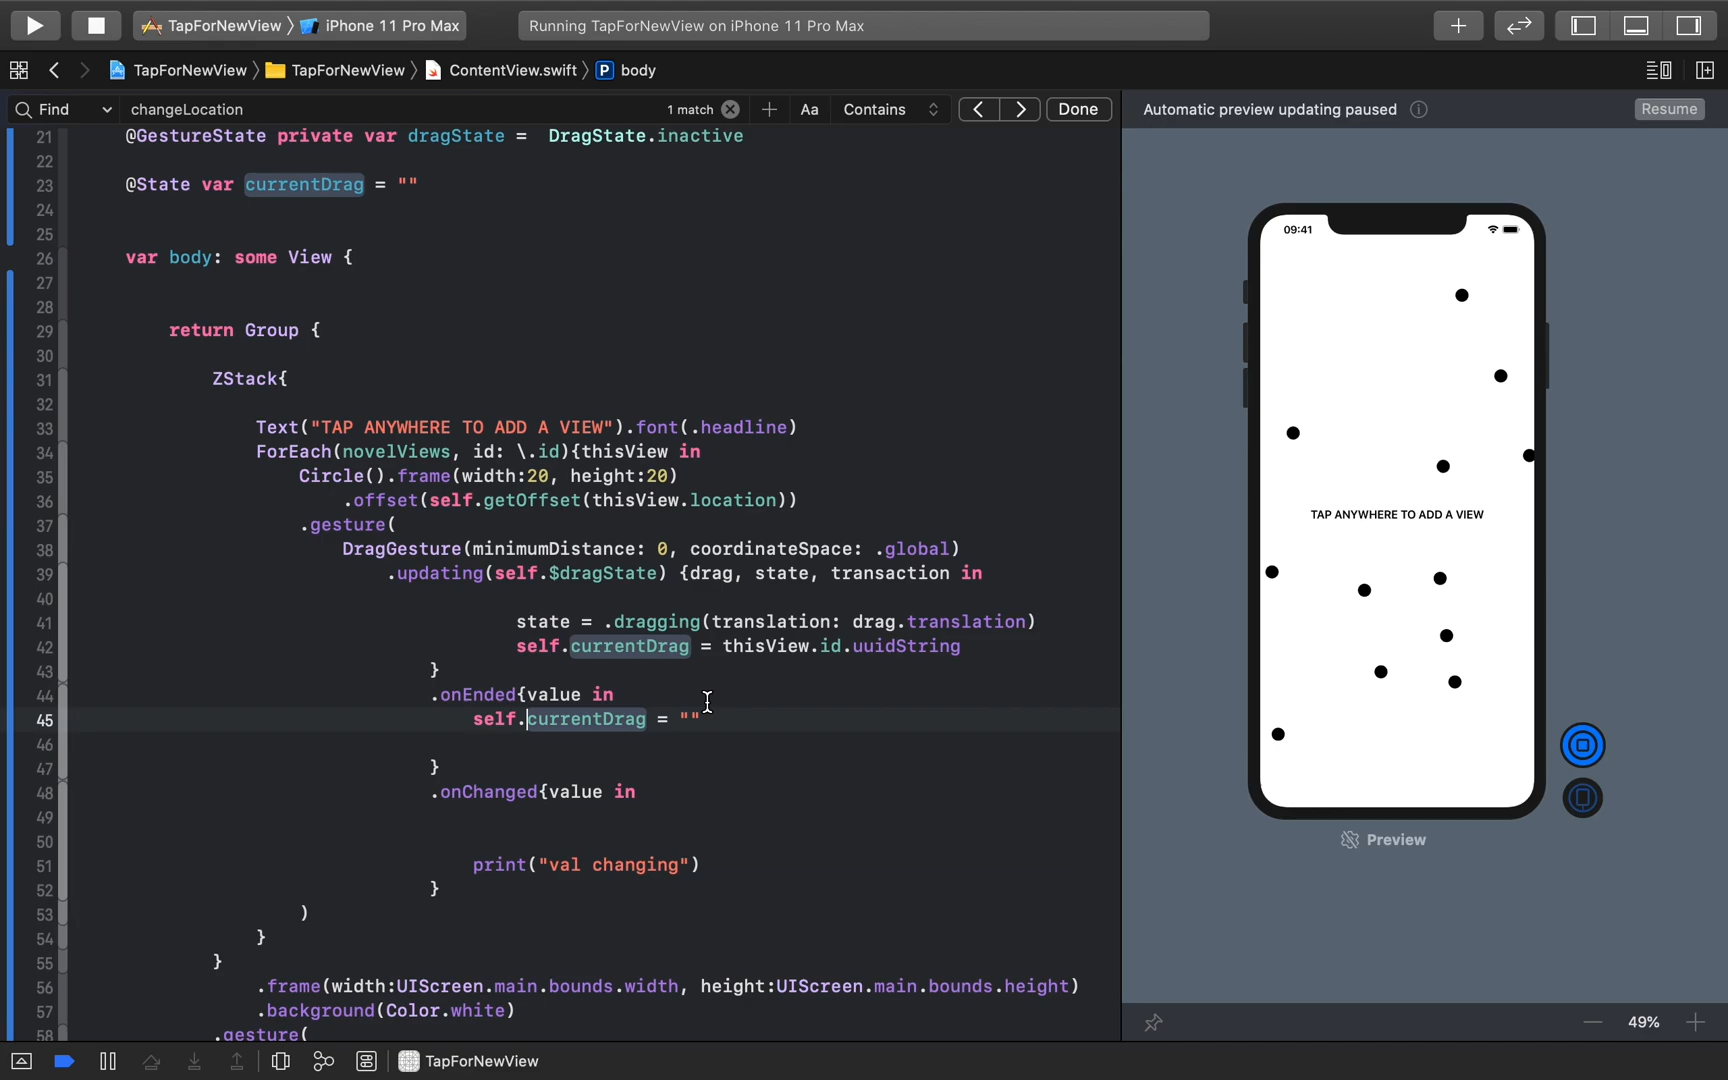 TapForNewView 〉 iPhone 11 Pro Max
Running TapForNewView on iPhone 11 Pro Max
TapForNewView 〉 TapForNewView 〉 ContentView.swift 〉 P body
Find changeLocation 1 match Aa Contains Done
Automatic preview updating paused Resume
21 @GestureState private var dragState =  DragState.inactive
22
23 @State var currentDrag = ""
24
25
26 var body: some View {
27
28
29 return Group {
30
31 ZStack{
32
33 Text("TAP ANYWHERE TO ADD A VIEW").font(.headline)
34 ForEach(novelViews, id: \.id){thisView in
35 Circle().frame(width:20, height:20)
36 .offset(self.getOffset(thisView.location))
37 .gesture(
38 DragGesture(minimumDistance: 0, coordinateSpace: .global)
39 .updating(self.$dragState) {drag, state, transaction in
40
41 state = .dragging(translation: drag.translation)
42 self.currentDrag = thisView.id.uuidString
43 }
44 .onEnded{value in
45 self.currentDrag = ""
46
47 }
48 .onChanged{value in
49
50
51 print("val changing")
52 }
53 )
54 }
55 }
56 .frame(width:UIScreen.main.bounds.width, height:UIScreen.main.bounds.height)
57 .background(Color.white)
58 .gesture(
09:41
TAP ANYWHERE TO ADD A VIEW
Preview
49%
TapForNewView